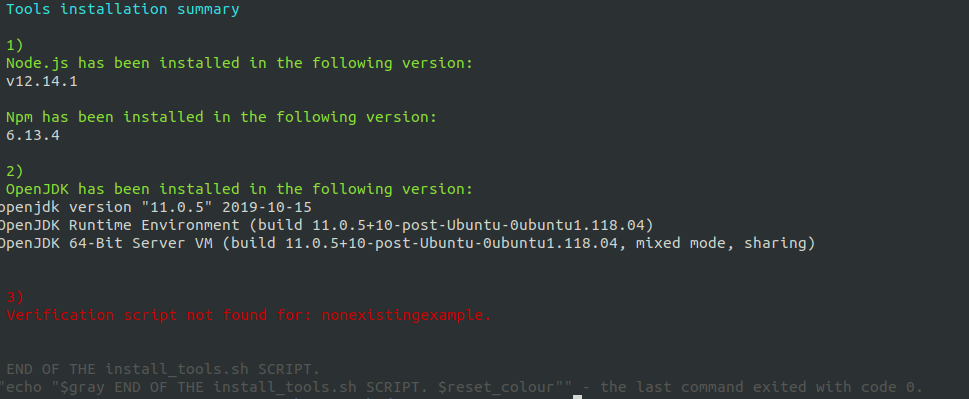 Tools installation summary
1)
Node.js has been installed in the following version:
v12.14.1
Npm has been installed in the following version:
6.13.4
2)
OpenJDK has been installed in the following version:
openjdk version "11.0.5" 2019-10-15
OpenJDK Runtime Environment (build 11.0.5+10-post-Ubuntu-0ubuntu1.118.04)
OpenJDK 64-Bit Server VM (build 11.0.5+10-post-Ubuntu-0ubuntu1.118.04, mixed mode, sharing)
3)
Verification script not found for: nonexistingexample.
END OF THE install_tools.sh SCRIPT.
"echo "$gray END OF THE install_tools.sh SCRIPT. $reset_colour"" - the last command exited with code 0.